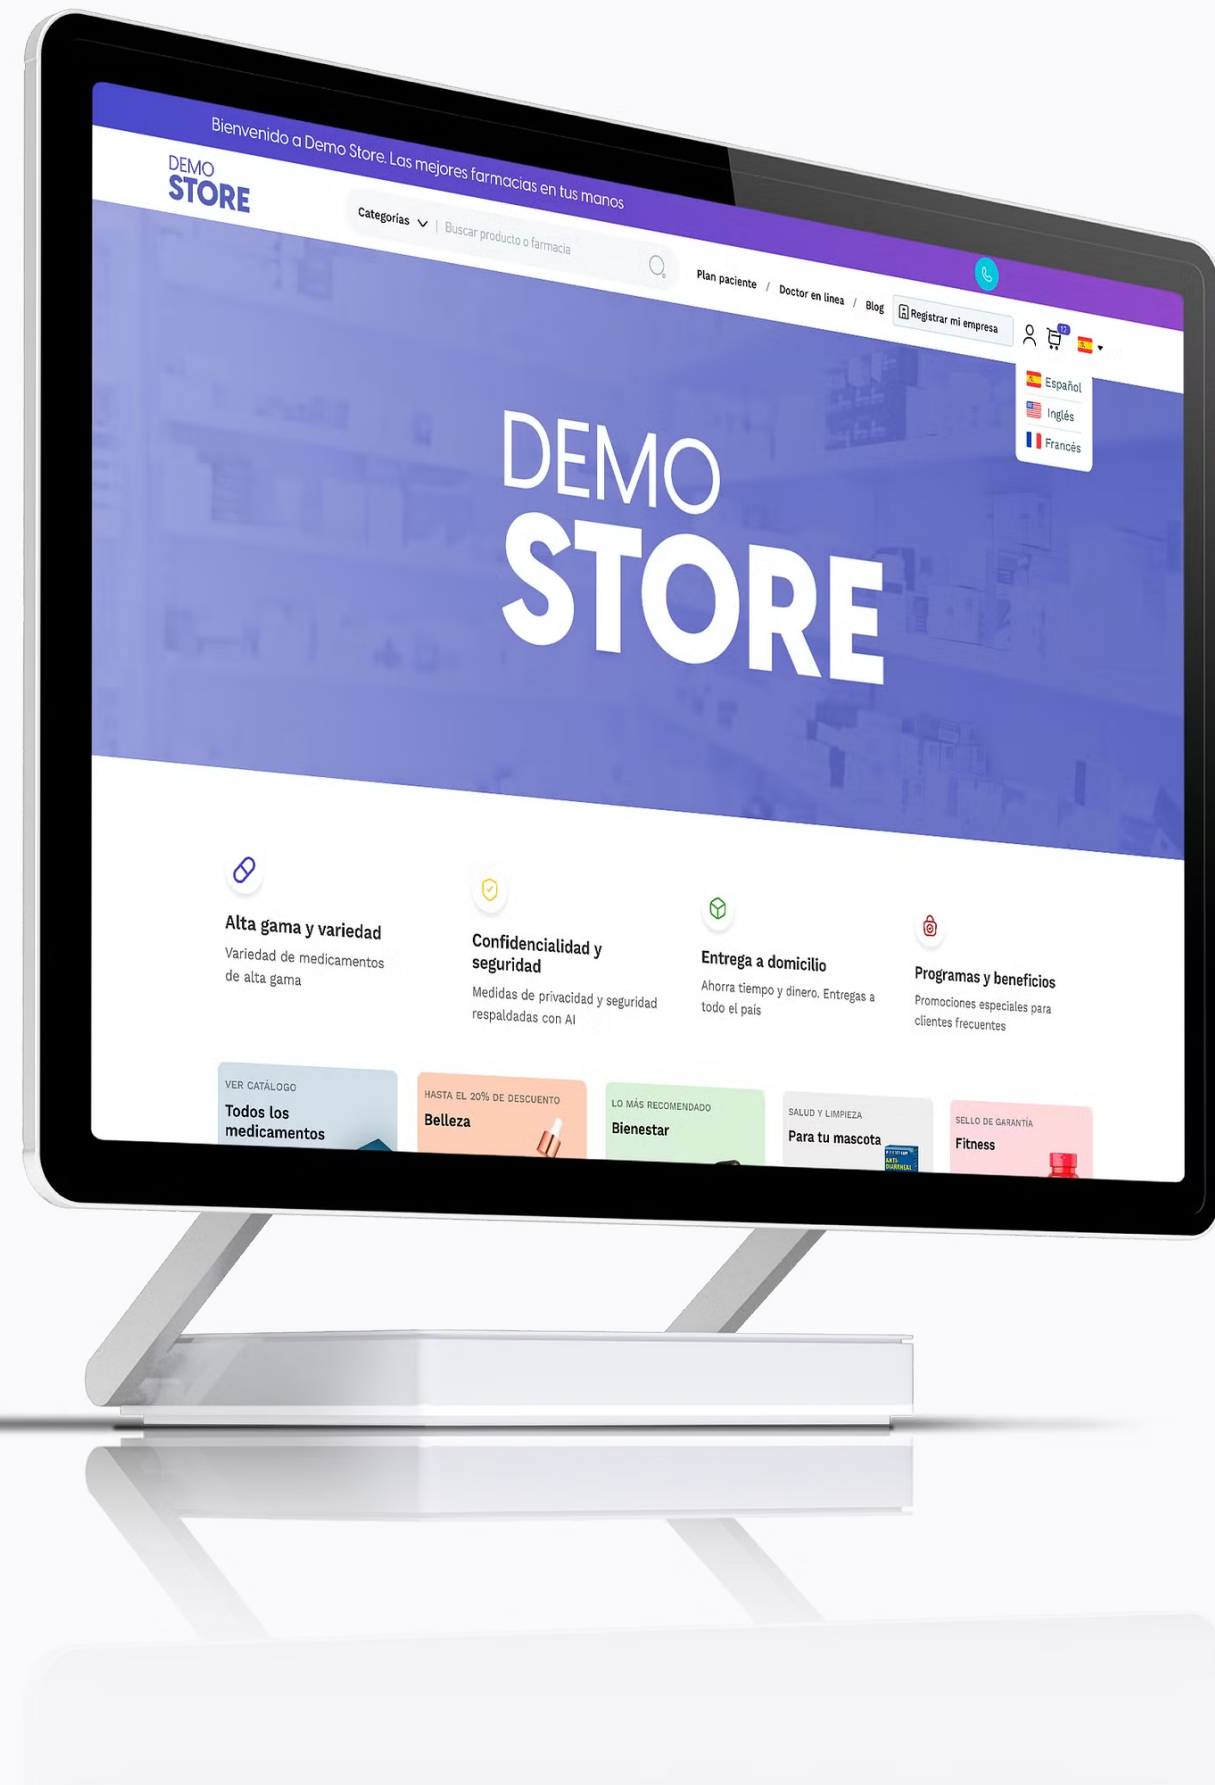 Bienvenido a Demo Store. Las mejores farmacias en tus manos
DEMO
STORE
Categorías | Buscar producto o farmacia
Plan paciente / Doctor en linea / Blog
Registrar mi empresa
17
Español
Inglés
Francés
DEMO
STORE
Alta gama y variedad
Variedad de medicamentos
de alta gama
Confidencialidad y
seguridad
Medidas de privacidad y seguridad
respaldadas con AI
Entrega a domicilio
Ahorra tiempo y dinero. Entregas a
todo el país
Programas y beneficios
Promociones especiales para
clientes frecuentes
VER CATÁLOGO
Todos los
medicamentos
HASTA EL 20% DE DESCUENTO
Belleza
LO MÁS RECOMENDADO
Bienestar
SALUD Y LIMPIEZA
Para tu mascota
ANTI-
DIARRHEAL
SELLO DE GARANTÍA
Fitness